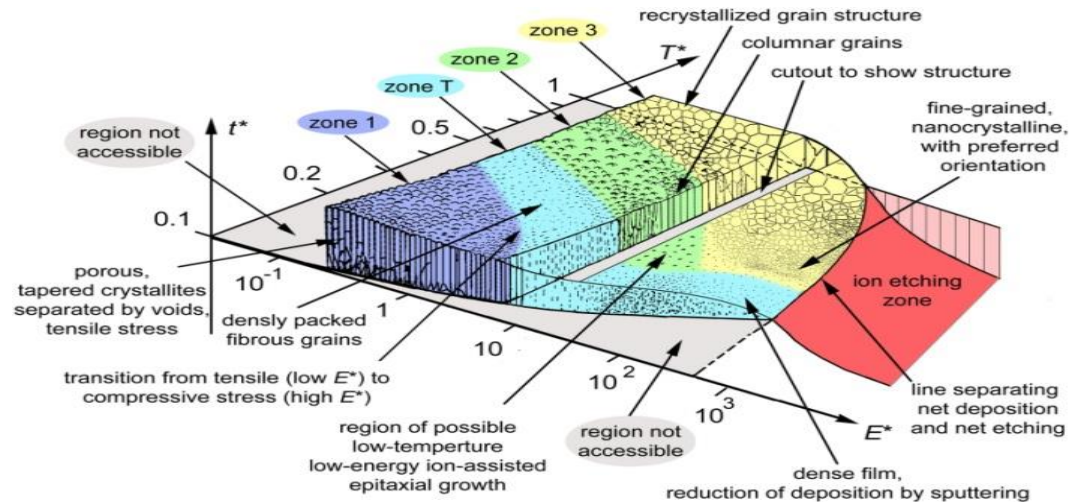 recrystallized grain structure
zone 3
T*
columnar grains
zone 2
cutout to show structure
zone T
1
fine-grained,
nanocrystalline,
with preferred
orientation
region not
accessible
t*
zone 1
0.5
0.2
0.1
porous,
tapered crystallites
separated by voids,
tensile stress
10-1
1
10
102
103
E*
densly packed
fibrous grains
ion etching
zone
transition from tensile (low E*) to
compressive stress (high E*)
region of possible
low-temperture
low-energy ion-assisted
epitaxial growth
region not
accessible
line separating
net deposition
and net etching
dense film,
reduction of deposition by sputtering